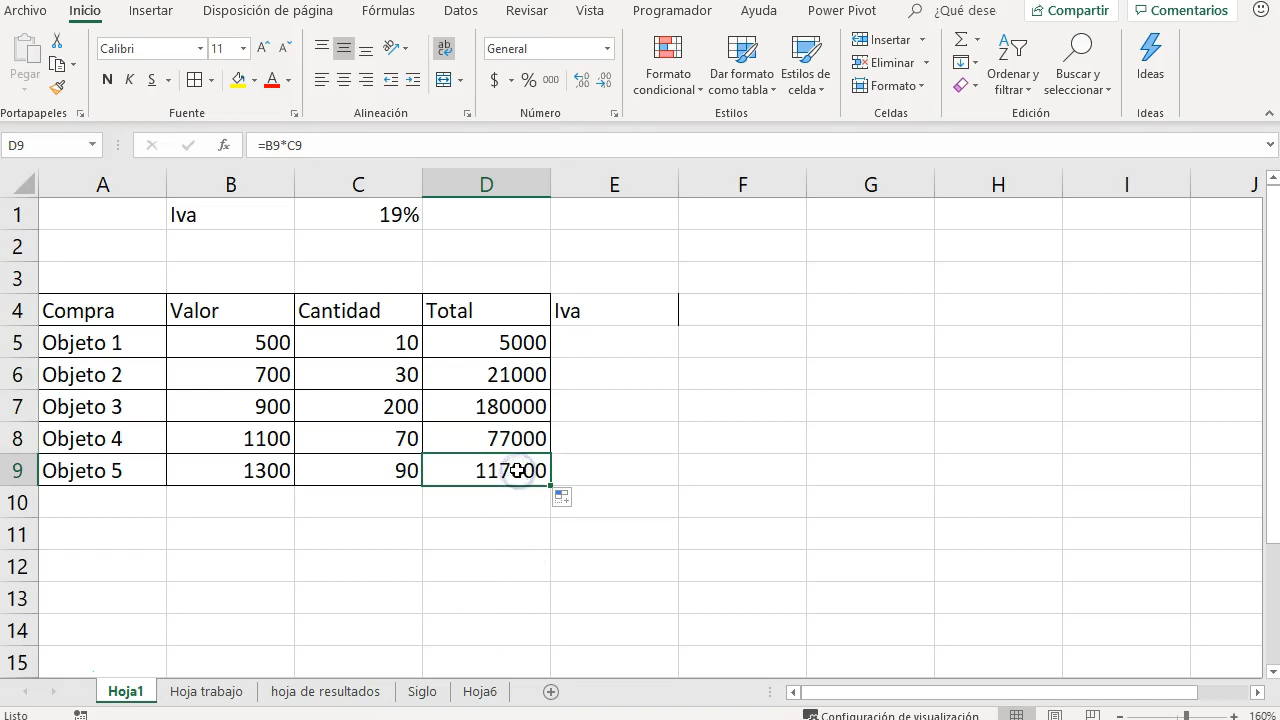 Archivo Inicio Insertar Disposición de página Fórmulas Datos Revisar Vista Programador Ayuda Power Pivot ¿Qué dese Compartir Comentarios
Pegar Calibri 11 N K S A ab c General $ % 000
Formato condicional Dar formato como tabla Estilos de celda
Insertar
Eliminar
Formato
Ordenar y filtrar Buscar y seleccionar Ideas
Portapapeles Fuente Alineación Número Estilos Celdas Edición Ideas
D9 fx =B9*C9
A B C D E F G H I J
1 Iva 19%
2
3
4 Compra Valor Cantidad Total Iva
5 Objeto 1 500 10 5000
6 Objeto 2 700 30 21000
7 Objeto 3 900 200 180000
8 Objeto 4 1100 70 77000
9 Objeto 5 1300 90 117000
10
11
12
13
14
15
Hoja1 Hoja trabajo hoja de resultados Siglo Hoja6
Listo Configuración de visualización 160%